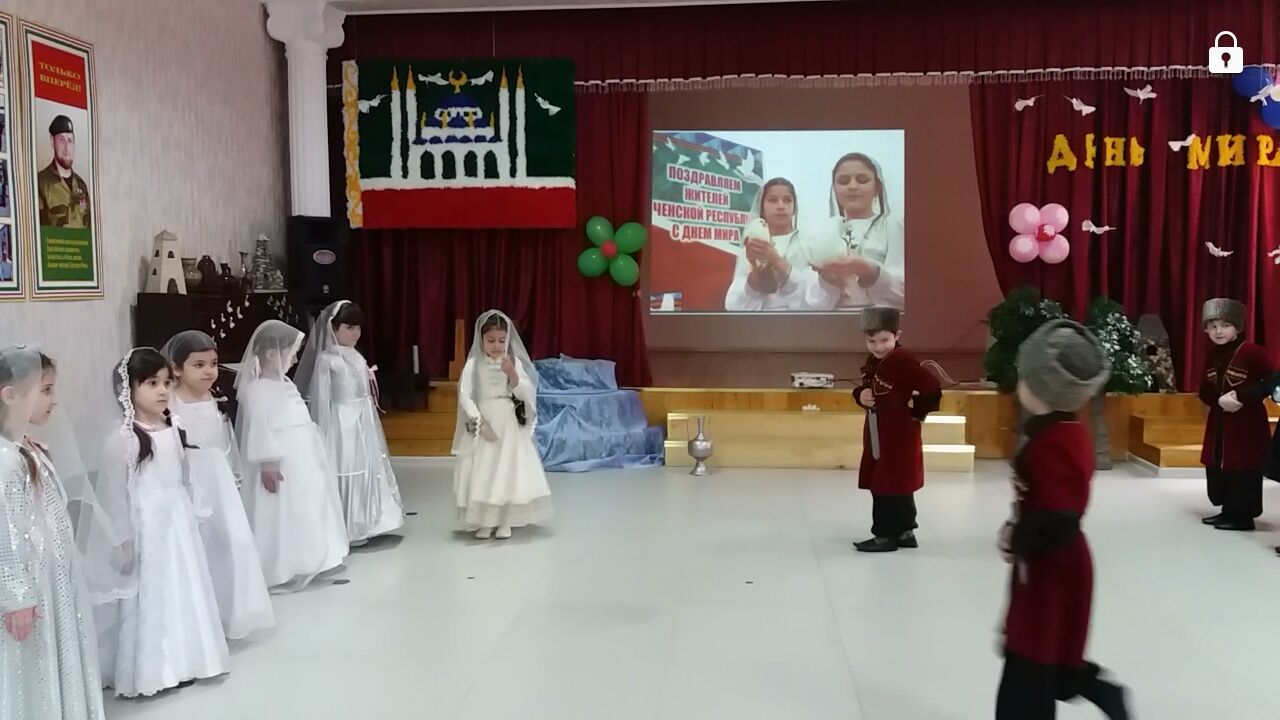 ТОЛЬКО
ВПЕРЁД!
ПОЗДРАВЛЯЕМ
ЖИТЕЛЕЙ
ЧЕНСКОЙ РЕСПУБЛИ
С ДНЕМ МИРА
ДЕНЬ МИРА